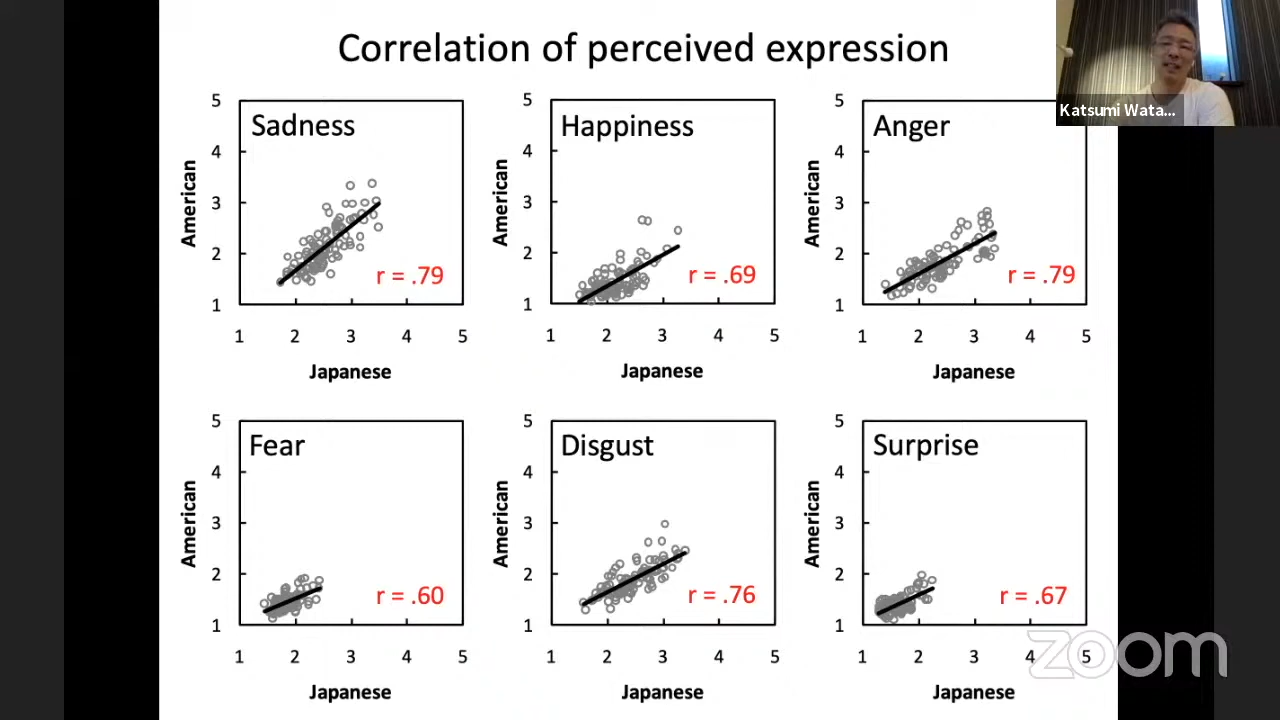 Correlation of perceived expression
Katsumi Wata...
Sadness
American
5
4
3
2
1
r = .79
1 2 3 4 5
Japanese
Happiness
American
5
4
3
2
1
r = .69
1 2 3 4 5
Japanese
Anger
American
5
4
3
2
1
r = .79
1 2 3 4 5
Japanese
Fear
American
5
4
3
2
1
r = .60
1 2 3 4 5
Japanese
Disgust
American
5
4
3
2
1
r = .76
1 2 3 4 5
Japanese
Surprise
American
5
4
3
2
1
r = .67
1 2 3 4 5
Japanese
zoom